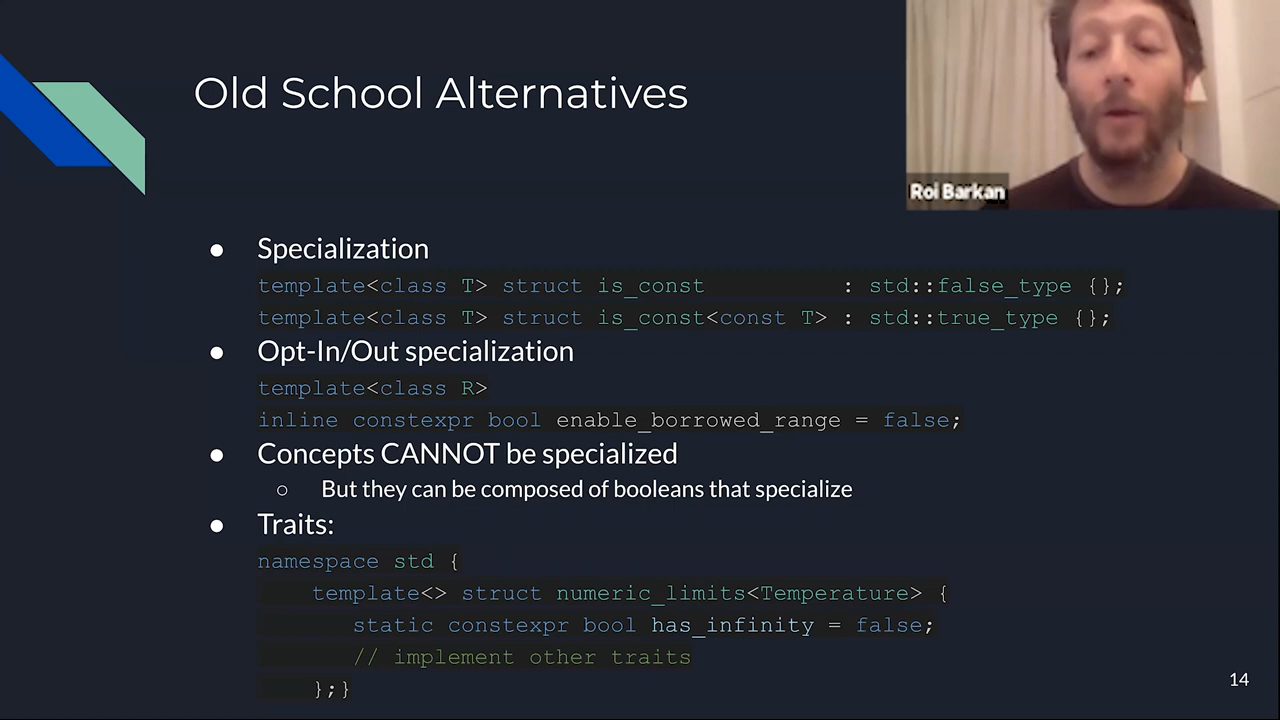 Old School Alternatives
Roi Barkan
● Specialization
template<class T> struct is_const : std::false_type {};
template<class T> struct is_const<const T> : std::true_type {};
● Opt-In/Out specialization
template<class R>
inline constexpr bool enable_borrowed_range = false;
● Concepts CANNOT be specialized
○ But they can be composed of booleans that specialize
● Traits:
namespace std {
template<> struct numeric_limits<Temperature> {
static constexpr bool has_infinity = false;
// implement other traits
};}
14